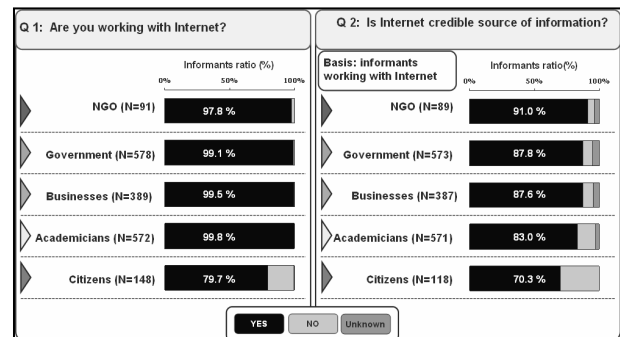 Q 1: Are you working with Internet?
Informants ratio (%)
0% 50% 100%
NGO (N=91) 97.8 %
Government (N=578) 99.1 %
Businesses (N=389) 99.5 %
Academicians (N=572) 99.8 %
Citizens (N=148) 79.7 %
Q 2: Is Internet credible source of information?
Basis: informants
working with Internet
Informants ratio(%)
0% 50% 100%
NGO (N=89) 91.0 %
Government (N=573) 87.8 %
Businesses (N=387) 87.6 %
Academicians (N=571) 83.0 %
Citizens (N=118) 70.3 %
YES NO Unknown